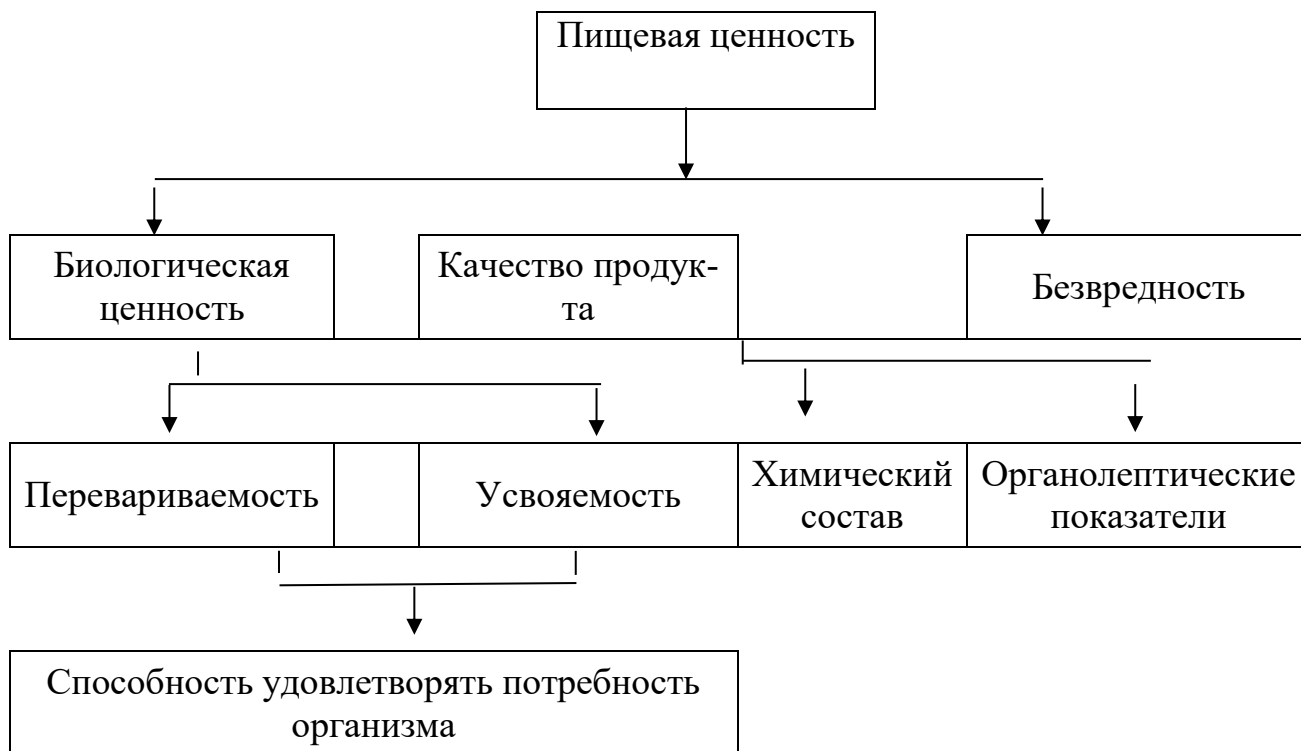 Пищевая ценность
Биологическая
ценность
Качество продук-
та
Безвредность
Перевариваемость
Усвояемость
Химический
состав
Органолептические
показатели
Способность удовлетворять потребность
организма